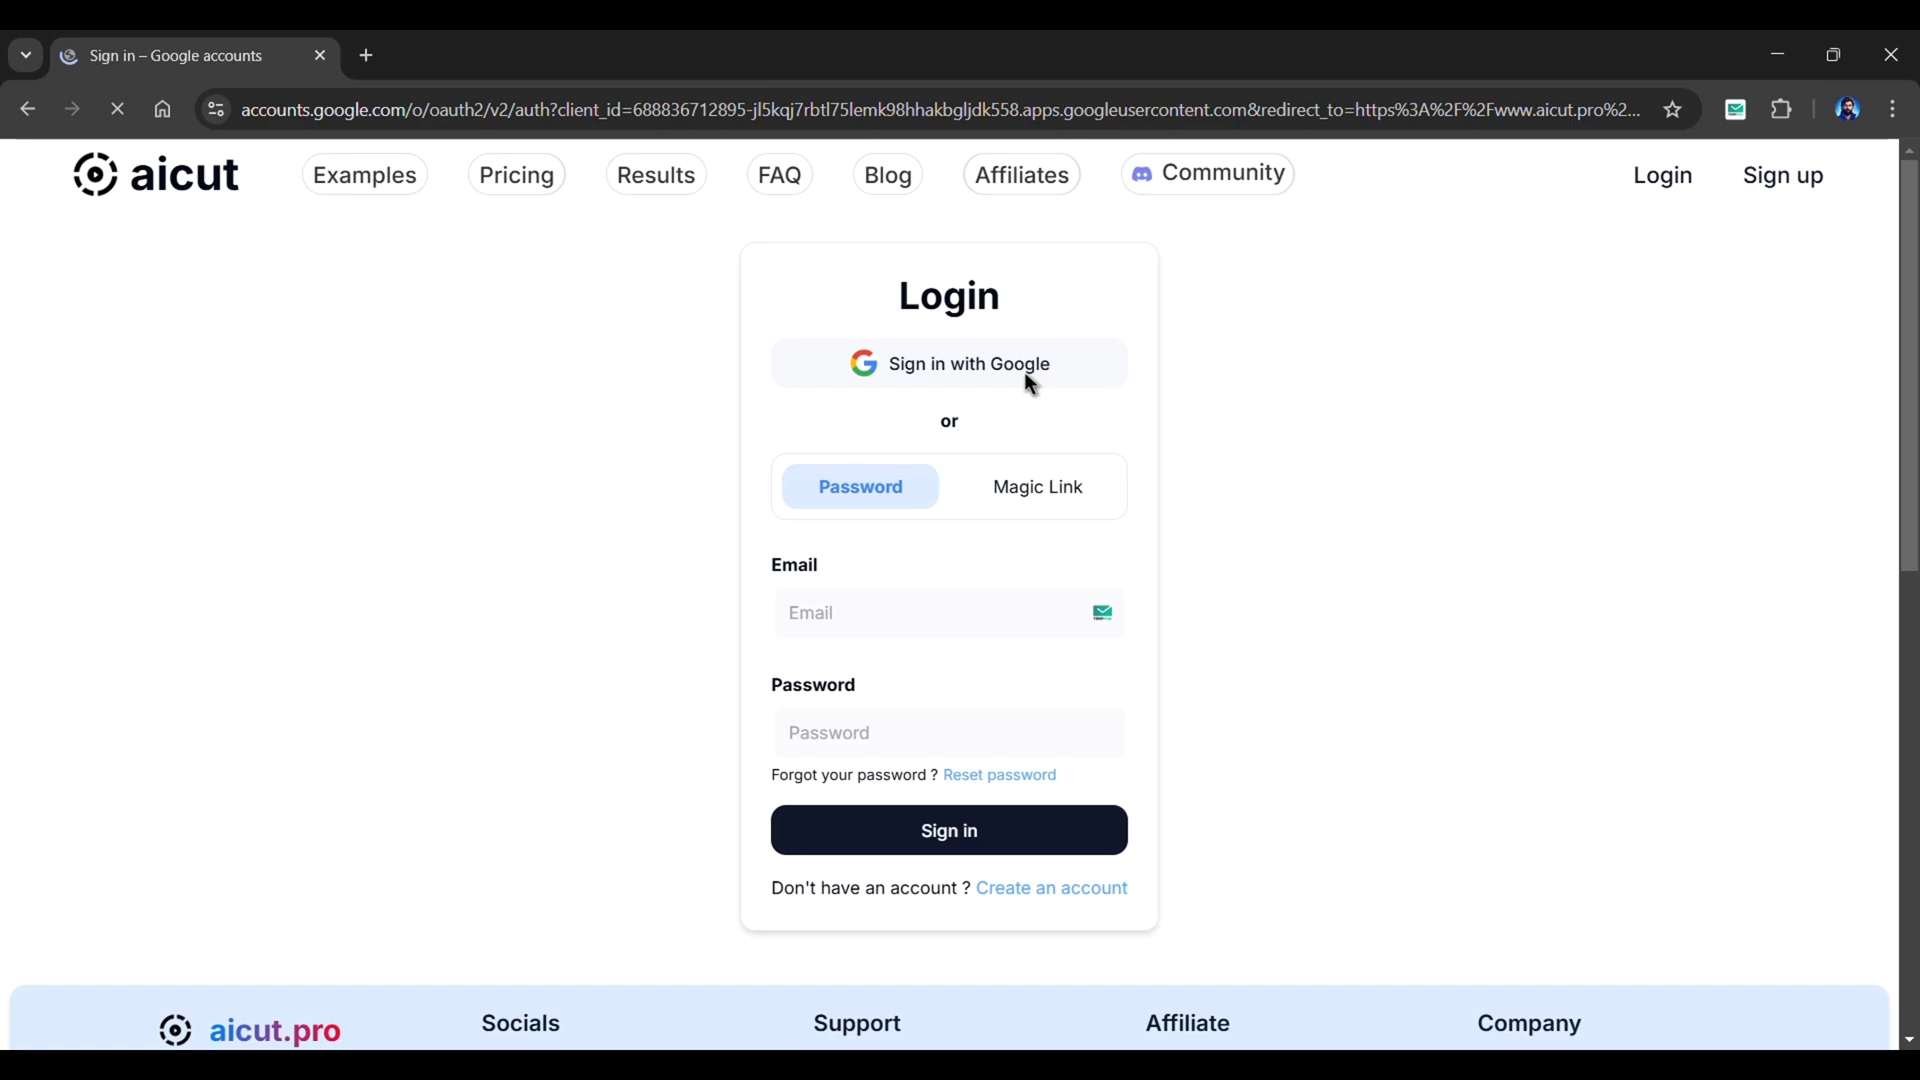 Sign in – Google accounts
accounts.google.com/o/oauth2/v2/auth?client_id=688836712895-jl5kqj7rbtl75lemk98hhakbgljdk558.apps.googleusercontent.com&redirect_to=https%3A%2F%2Fwww.aicut.pro%2...
aicut Examples Pricing Results FAQ Blog Affiliates Community Login Sign up
Login
Sign in with Google
or
Password Magic Link
Email
Email
Password
Password
Forgot your password ? Reset password
Sign in
Don't have an account ? Create an account
aicut.pro Socials Support Affiliate Company